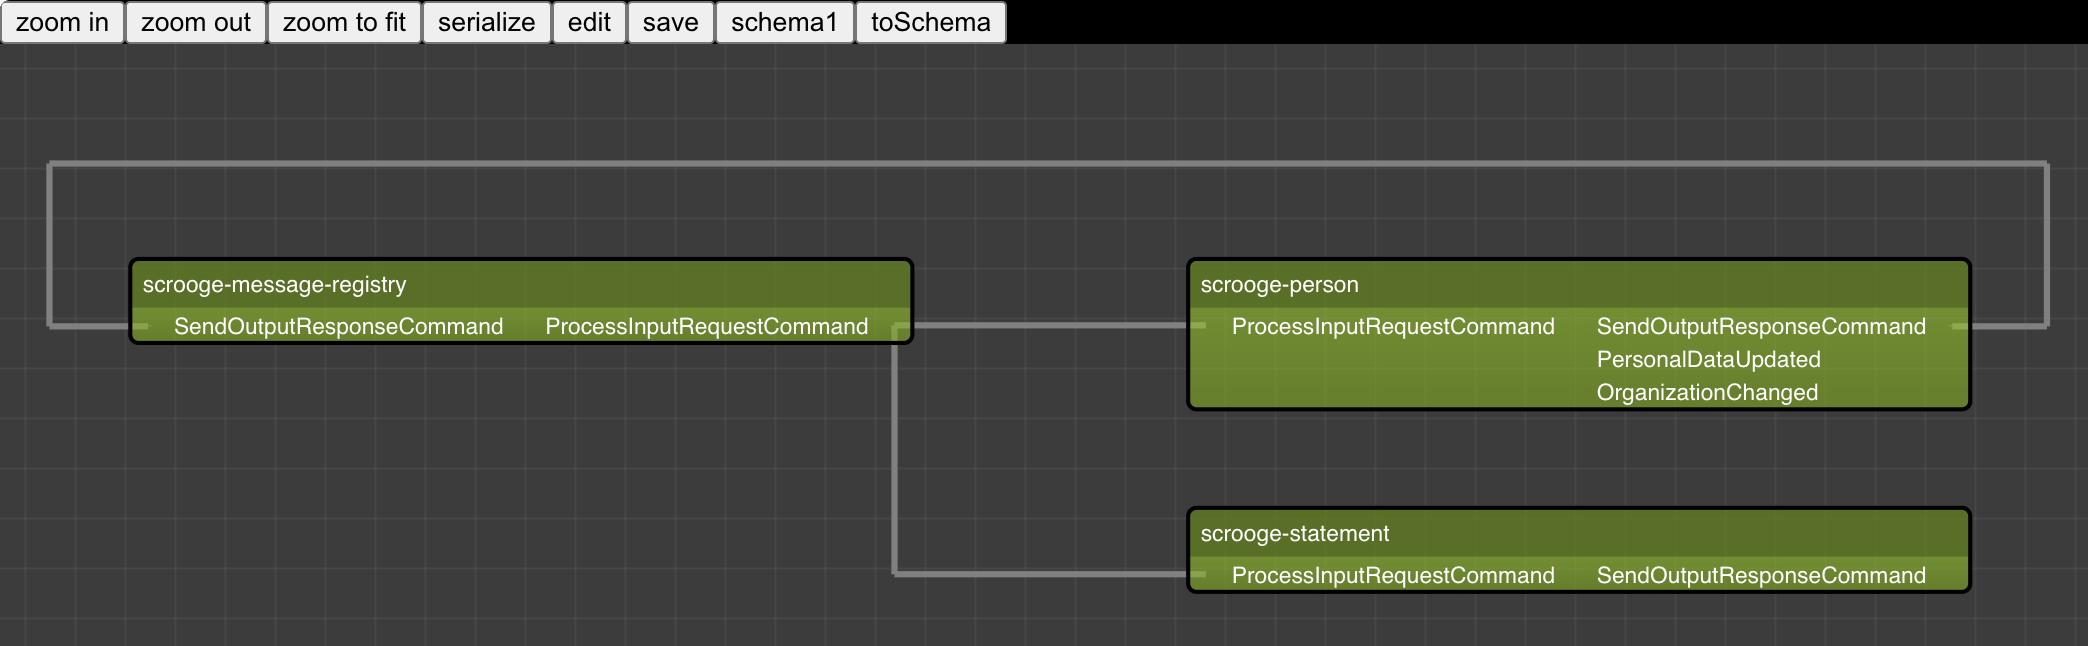 zoom in zoom out zoom to fit serialize edit save schema1 toSchema
scrooge-message-registry
SendOutputResponseCommand ProcessInputRequestCommand
scrooge-person
ProcessInputRequestCommand SendOutputResponseCommand
PersonalDataUpdated
OrganizationChanged
scrooge-statement
ProcessInputRequestCommand SendOutputResponseCommand